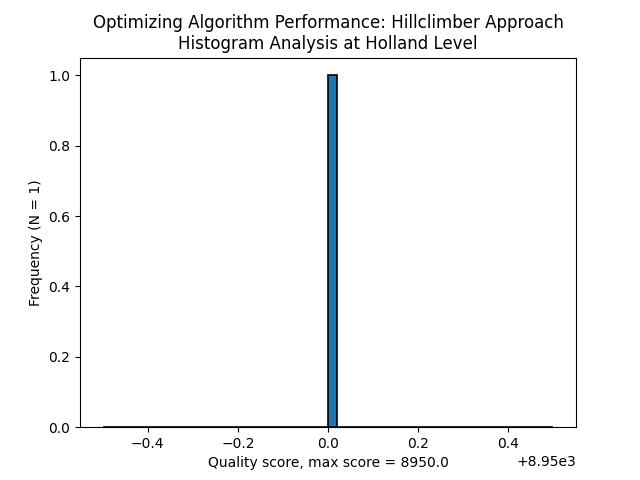 Optimizing Algorithm Performance: Hillclimber Approach
Histogram Analysis at Holland Level
Frequency (N = 1)
1.0
0.8
0.6
0.4
0.2
0.0
−0.4 −0.2 0.0 0.2 0.4
+8.95e3
Quality score, max score = 8950.0